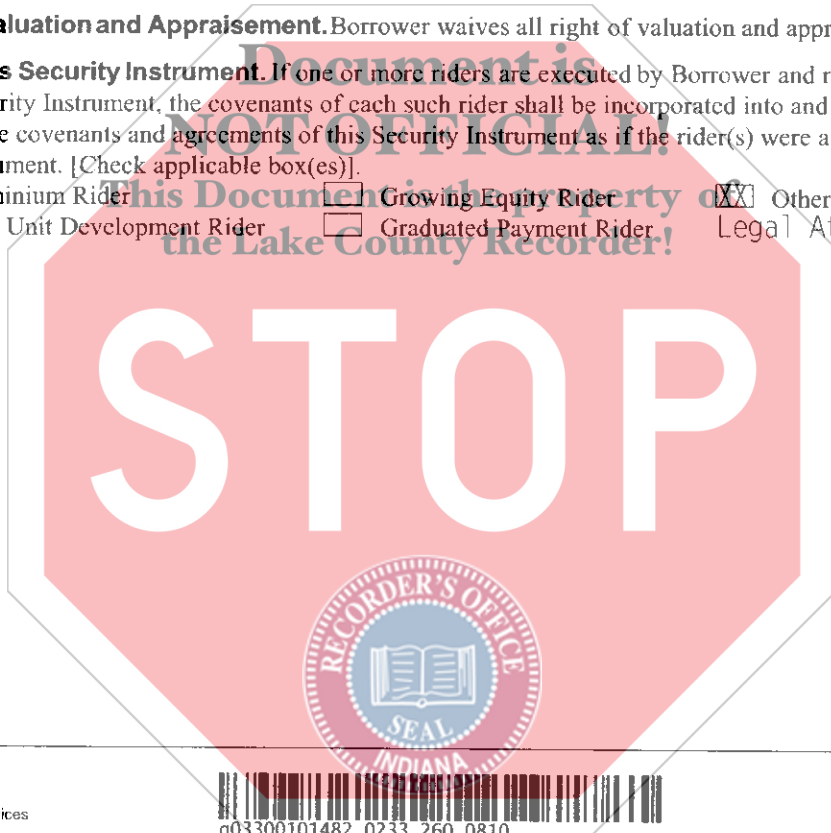 aluation and Appraisement. Borrower waives all right of valuation and appr
s Security Instrument. If one or more riders are executed by Borrower and r
rity Instrument, the covenants of each such rider shall be incorporated into and
e covenants and agreements of this Security Instrument as if the rider(s) were a
ument. [Check applicable box(es)].
inium Rider Growing Equity Rider XX Other
Unit Development Rider Graduated Payment Rider Legal At
Document is
NOT OFFICIAL!
This Document is the property of
the Lake County Recorder!
STOP
RECORDER'S OFFICE
SEAL
INDIANA
ices
q03300101482 0233 260 0810